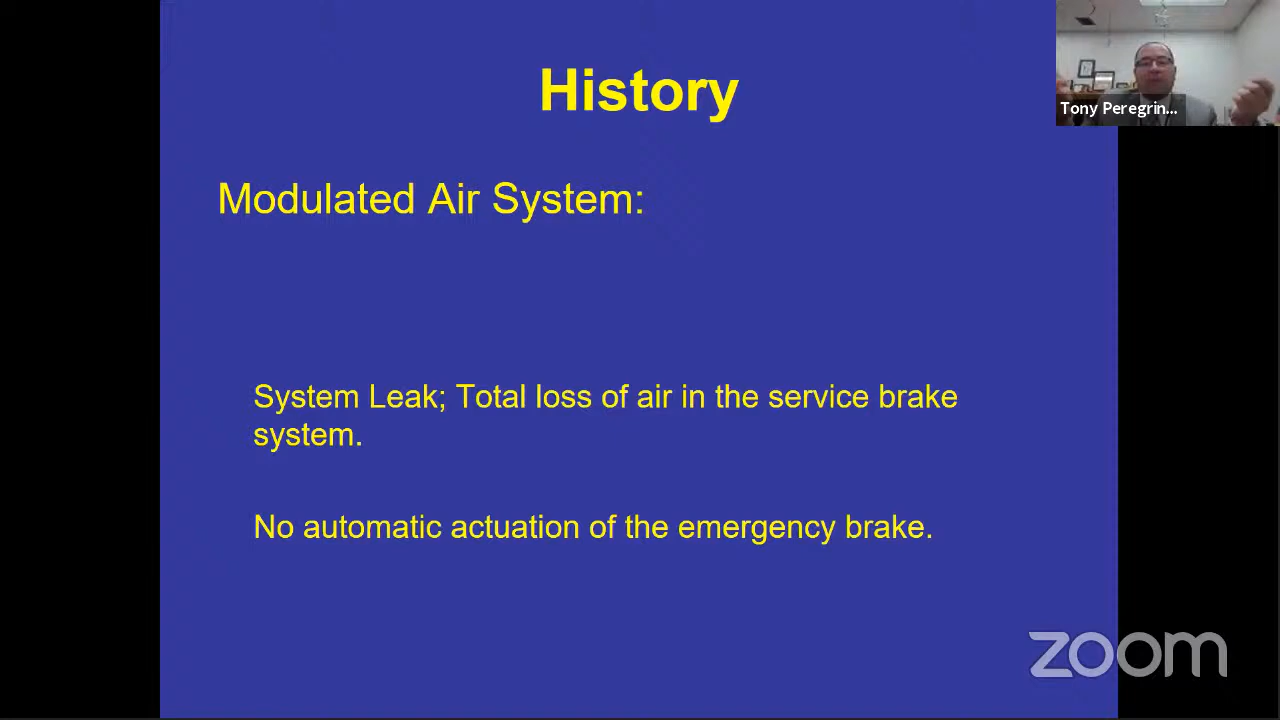 History
Tony Peregrin...
Modulated Air System:
System Leak; Total loss of air in the service brake
system.
No automatic actuation of the emergency brake.
zoom